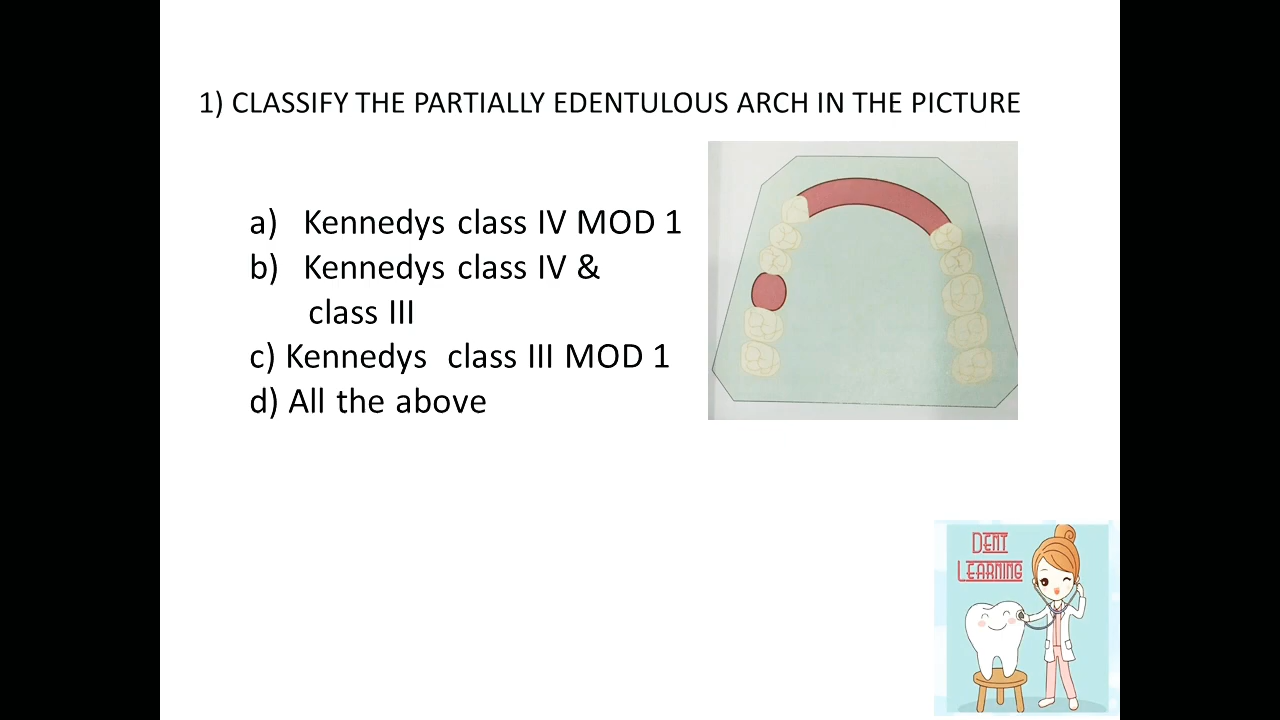 1) CLASSIFY THE PARTIALLY EDENTULOUS ARCH IN THE PICTURE
a) Kennedys class IV MOD 1
b) Kennedys class IV &
class III
c) Kennedys class III MOD 1
d) All the above
DENT
LEARNING